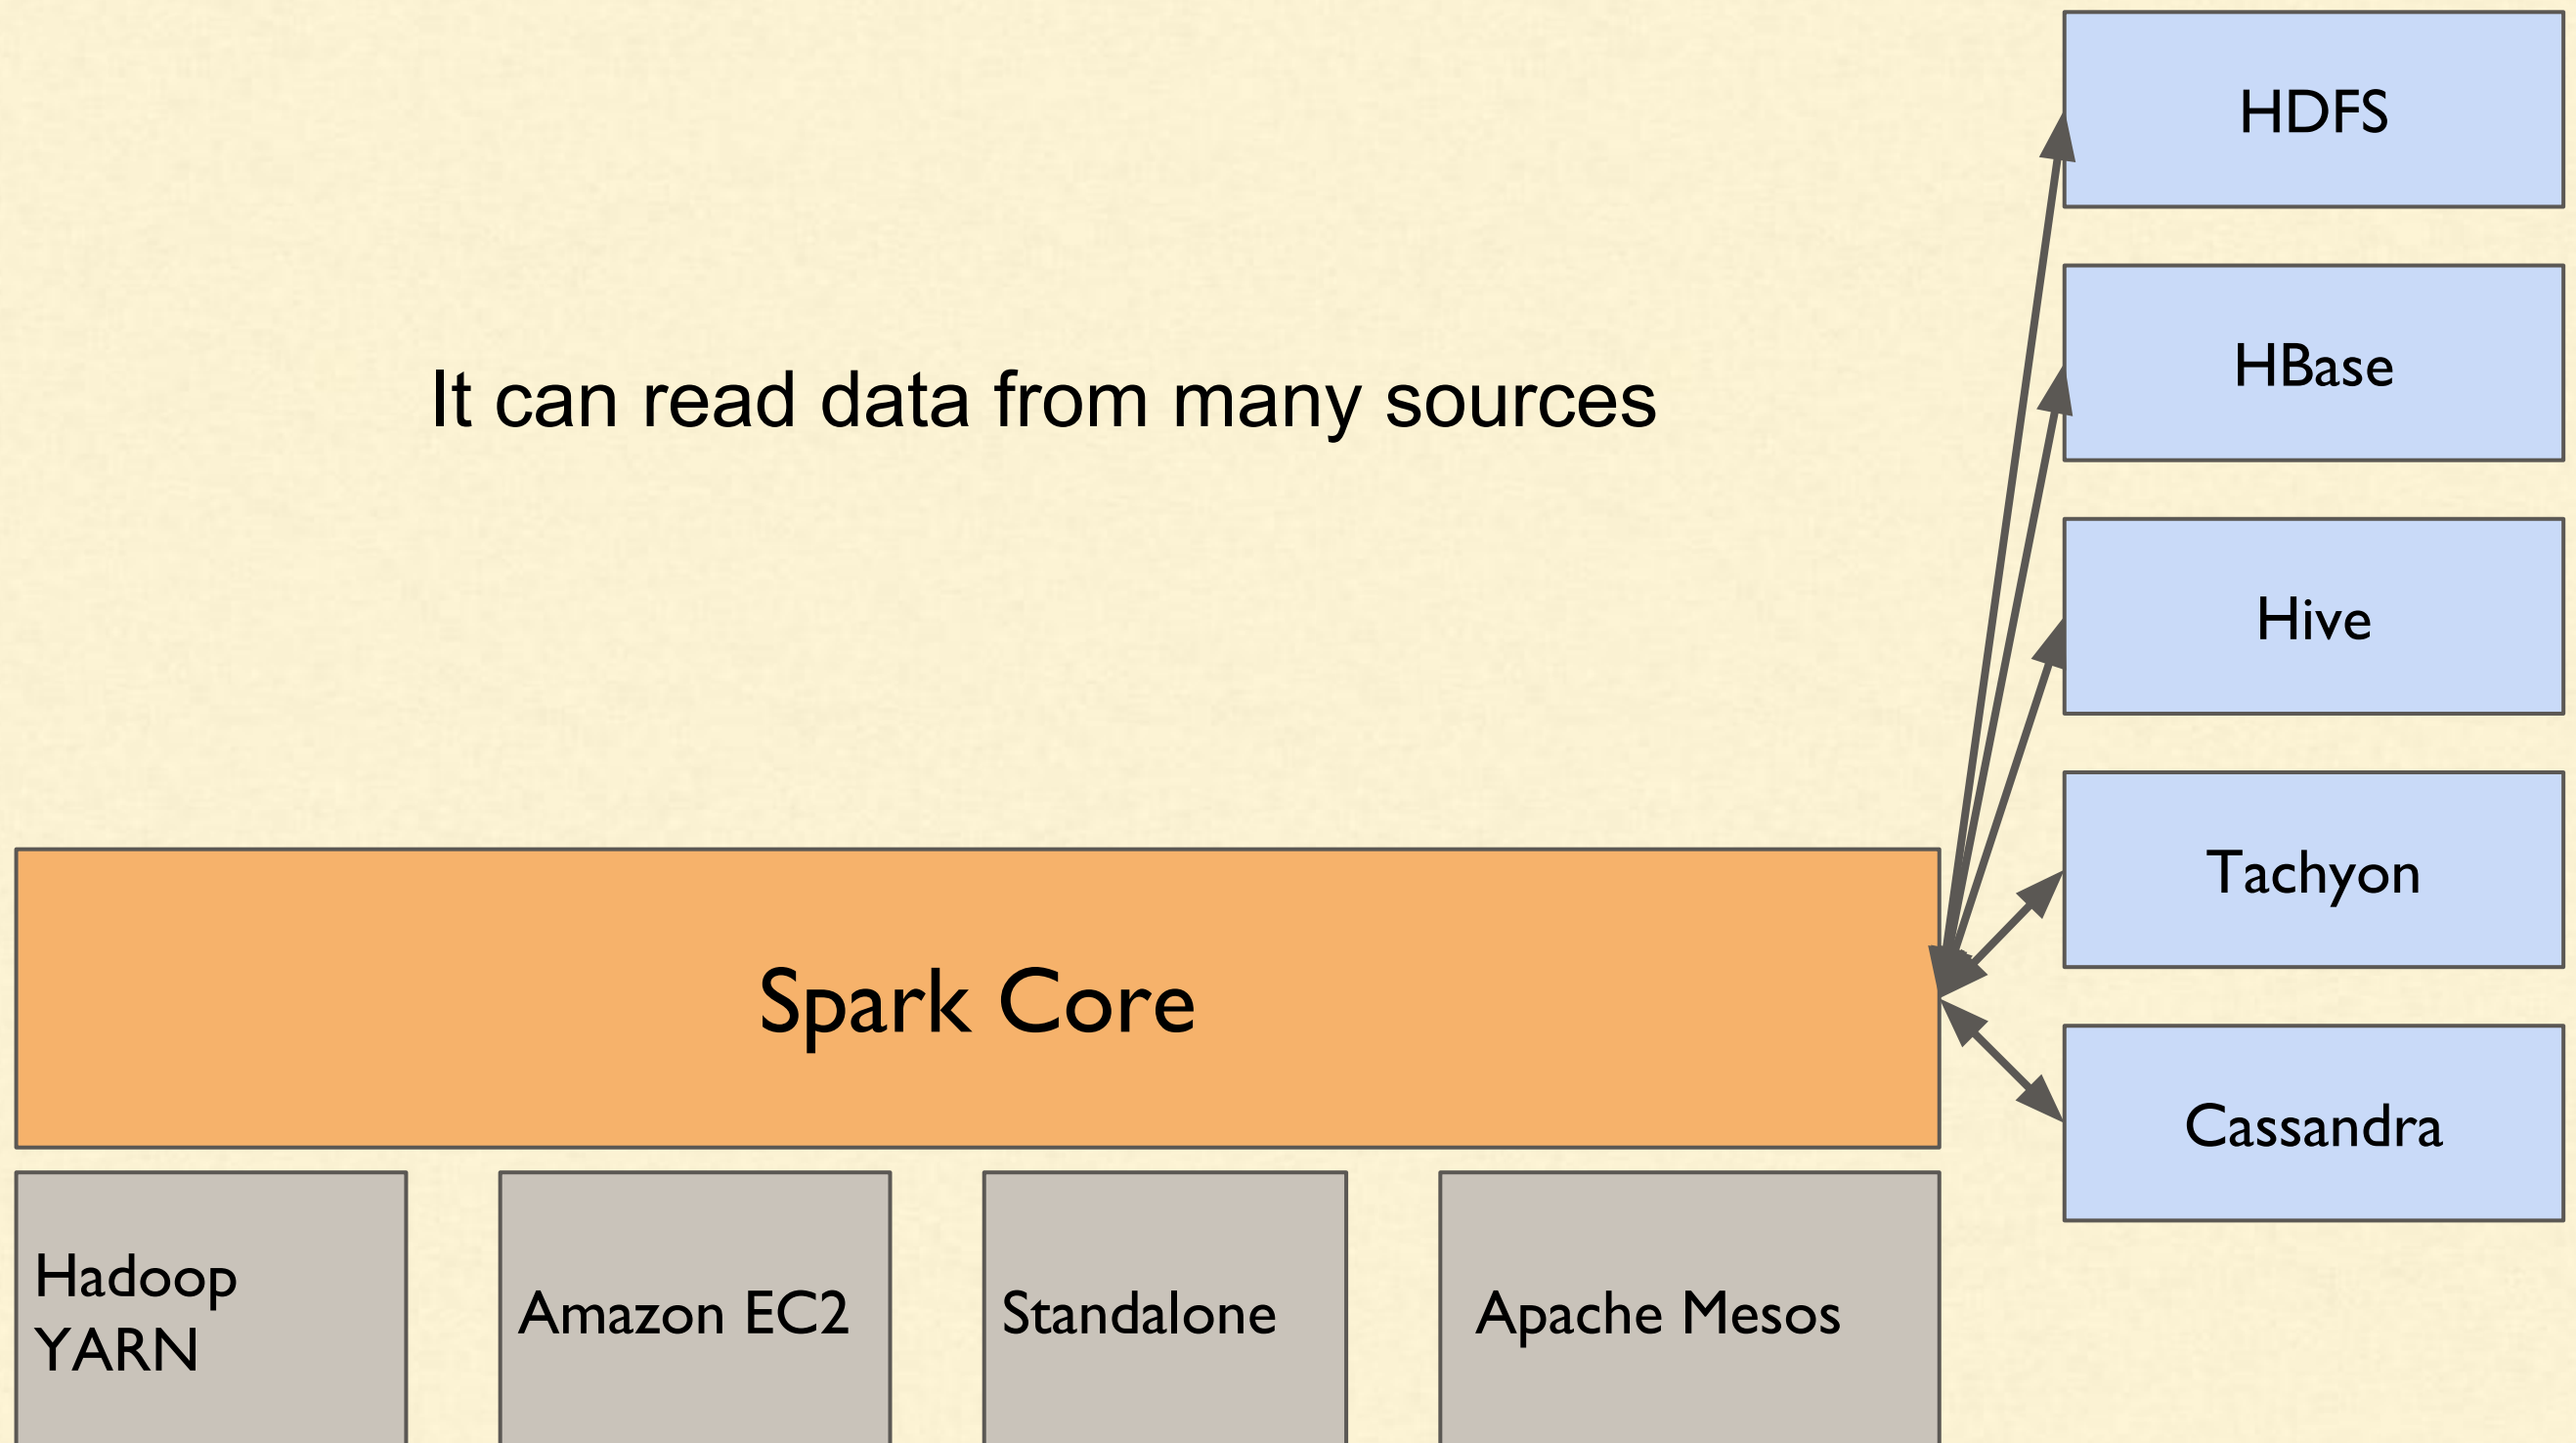 HDFS
HBase
It can read data from many sources
Hive
Tachyon
Spark Core
Cassandra
Hadoop
YARN
Amazon EC2
Standalone
Apache Mesos